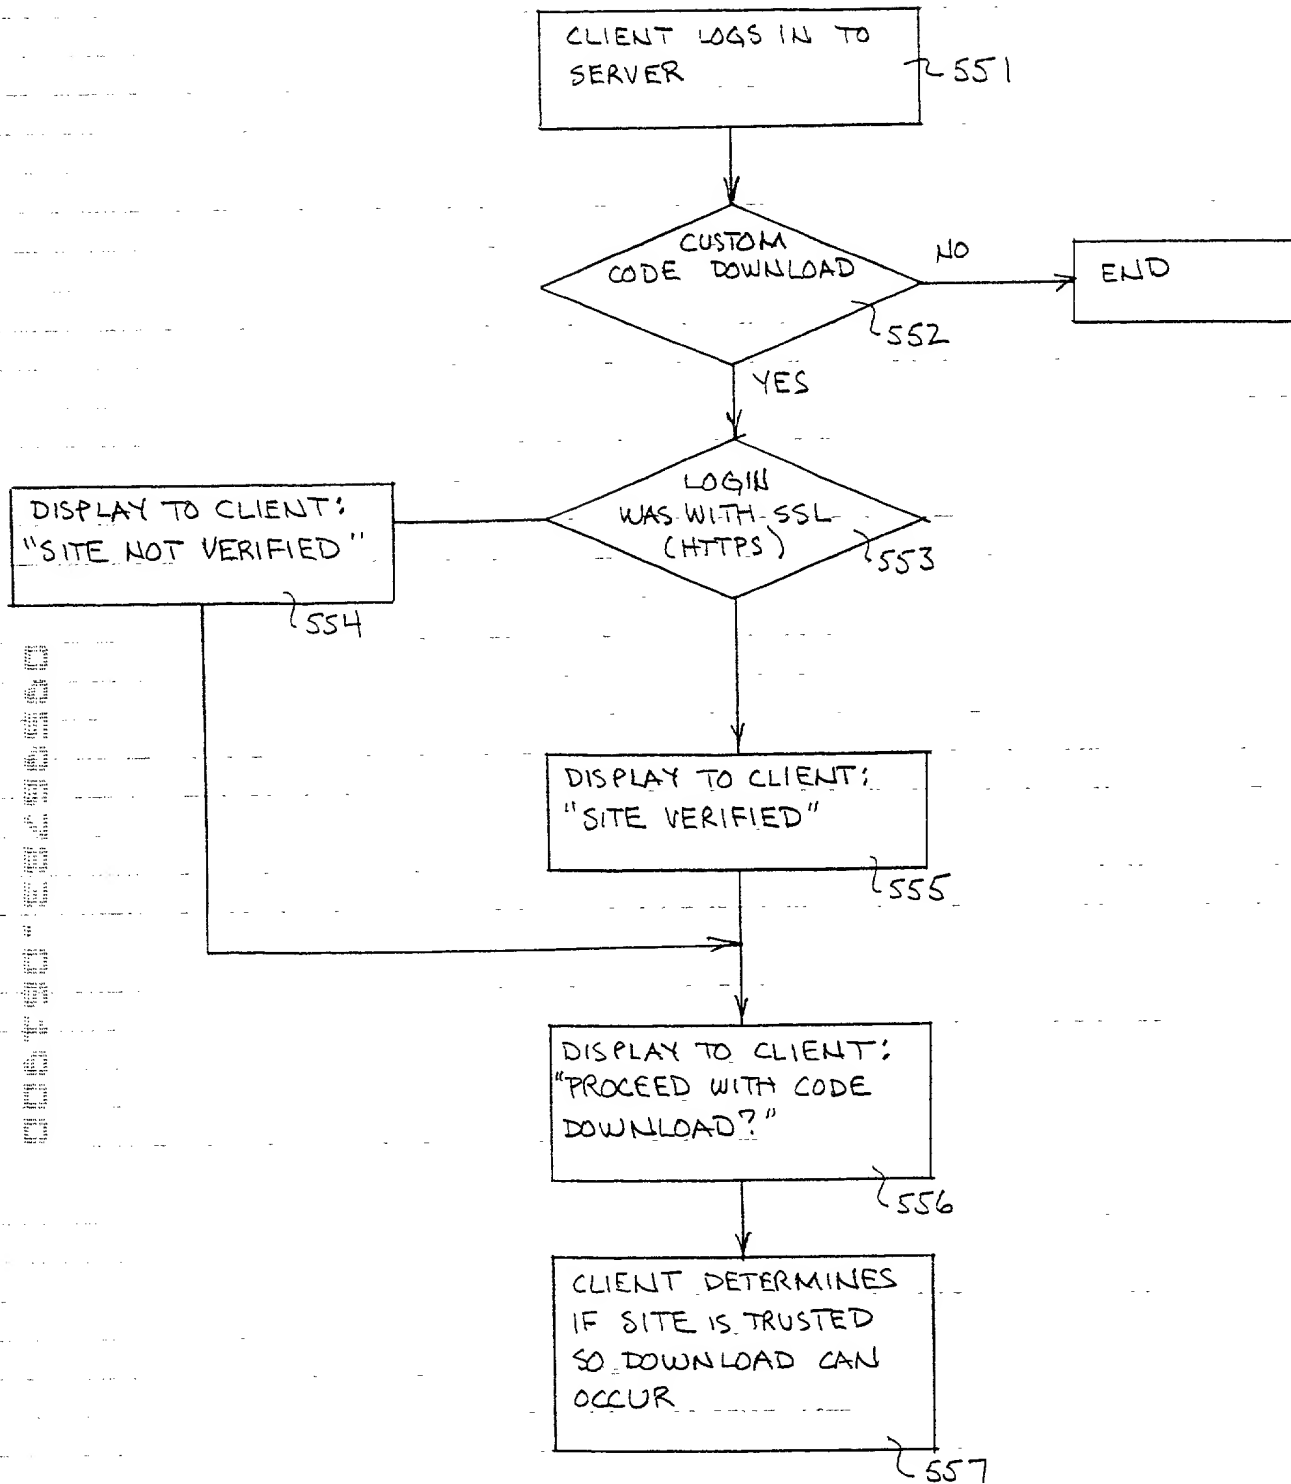 CLIENT LOGS IN TO
SERVER
551
CUSTOM
CODE DOWNLOAD
552
NO
END
YES
LOGIN
WAS WITH SSL
(HTTPS)
553
DISPLAY TO CLIENT:
"SITE NOT VERIFIED"
554
DISPLAY TO CLIENT:
"SITE VERIFIED"
555
DISPLAY TO CLIENT:
"PROCEED WITH CODE
DOWNLOAD?"
556
CLIENT DETERMINES
IF SITE IS TRUSTED
SO DOWNLOAD CAN
OCCUR
557